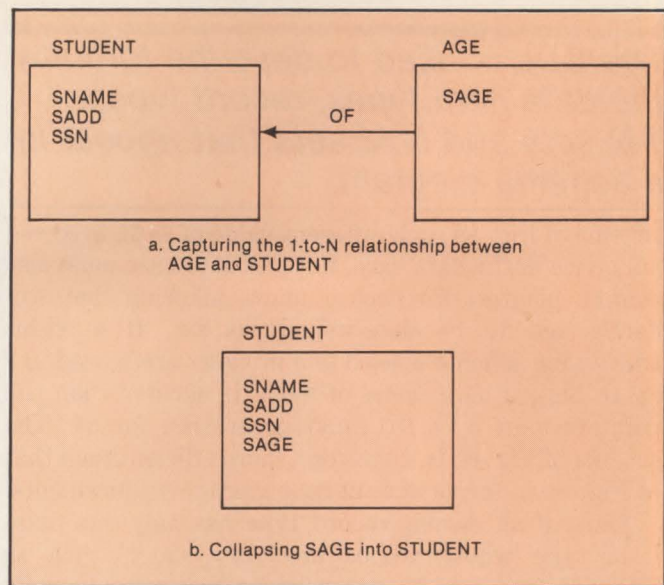 STUDENT
AGE
SNAME
SADD
SSN
OF
SAGE
a. Capturing the 1-to-N relationship between
AGE and STUDENT
STUDENT
SNAME
SADD
SSN
SAGE
b. Collapsing SAGE into STUDENT